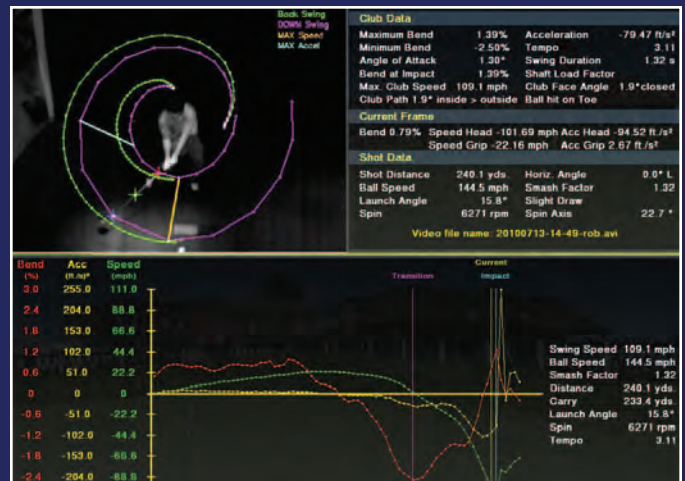 Back Swing
DOWN Swing
MAX Speed
MAX Accel
Club Data
Maximum Bend 1.39% Acceleration -79.47 ft/s²
Minimum Bend -2.50% Tempo 3.11
Angle of Attack 1.30° Swing Duration 1.32 s
Bend at Impact 1.39% Shaft Load Factor
Max. Club Speed 109.1 mph Club Face Angle 1.9°closed
Club Path 1.9° inside > outside Ball hit on Toe
Current Frame
Bend 0.79% Speed Head -101.69 mph Acc Head -94.52 ft/s²
Speed Grip -22.16 mph Acc Grip 2.67 ft/s²
Shot Data
Shot Distance 240.1 yds. Horiz. Angle 0.0° L
Ball Speed 144.5 mph Smash Factor 1.32
Launch Angle 15.8° Slight Draw
Spin 6271 rpm Spin Axis 22.7 °
Video file name: 20100713-14-49-rob.avi
Bend Acc Speed Current
(%) (ft./s)² (mph) Transition Impact
3.0 255.0 111.0
2.4 204.0 88.8
1.8 153.0 66.6
1.2 102.0 44.4
0.6 51.0 22.2
0 0 0
-0.6 -51.0 -22.2
-1.2 -102.0 -44.4
-1.8 -153.0 -66.6
-2.4 -204.0 -88.8
Swing Speed 109.1 mph
Ball Speed 144.5 mph
Smash Factor 1.32
Distance 240.1 yds.
Carry 233.4 yds.
Launch Angle 15.8°
Spin 6271 rpm
Tempo 3.11